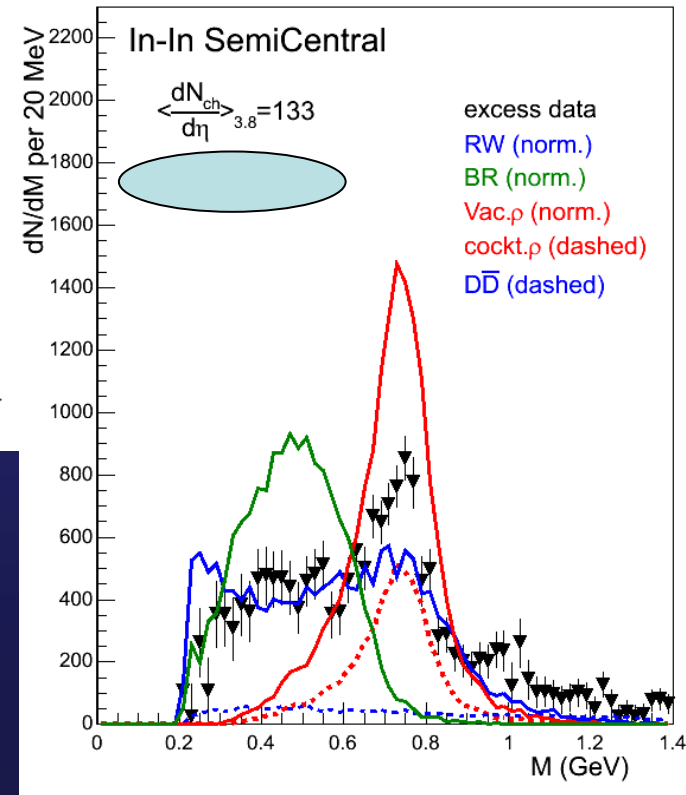 In-In SemiCentral
<dN_ch/dη>_3.8=133
excess data
RW (norm.)
BR (norm.)
Vac.ρ (norm.)
cockt.ρ (dashed)
DD̅ (dashed)
dN/dM per 20 MeV
2200
2000
1800
1600
1400
1200
1000
800
600
400
200
0
0 0.2 0.4 0.6 0.8 1 1.2 1.4
M (GeV)